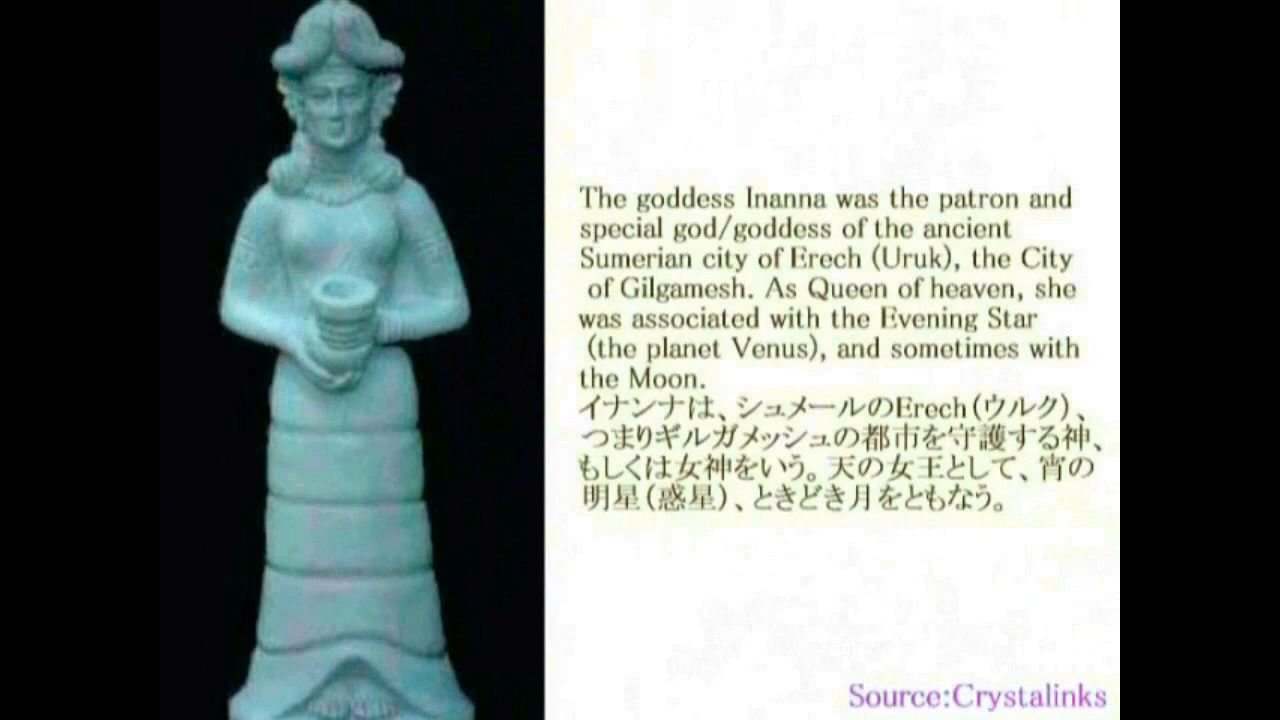 The goddess Inanna was the patron and
special god/goddess of the ancient
Sumerian city of Erech (Uruk), the City
of Gilgamesh. As Queen of heaven, she
was associated with the Evening Star
(the planet Venus), and sometimes with
the Moon.
イナンナは、シュメールのErech(ウルク)、
つまりギルガメッシュの都市を守護する神、
もしくは女神をいう。天の女王として、宵の
明星(惑星)、ときどき月をともなう。
Source:Crystalinks